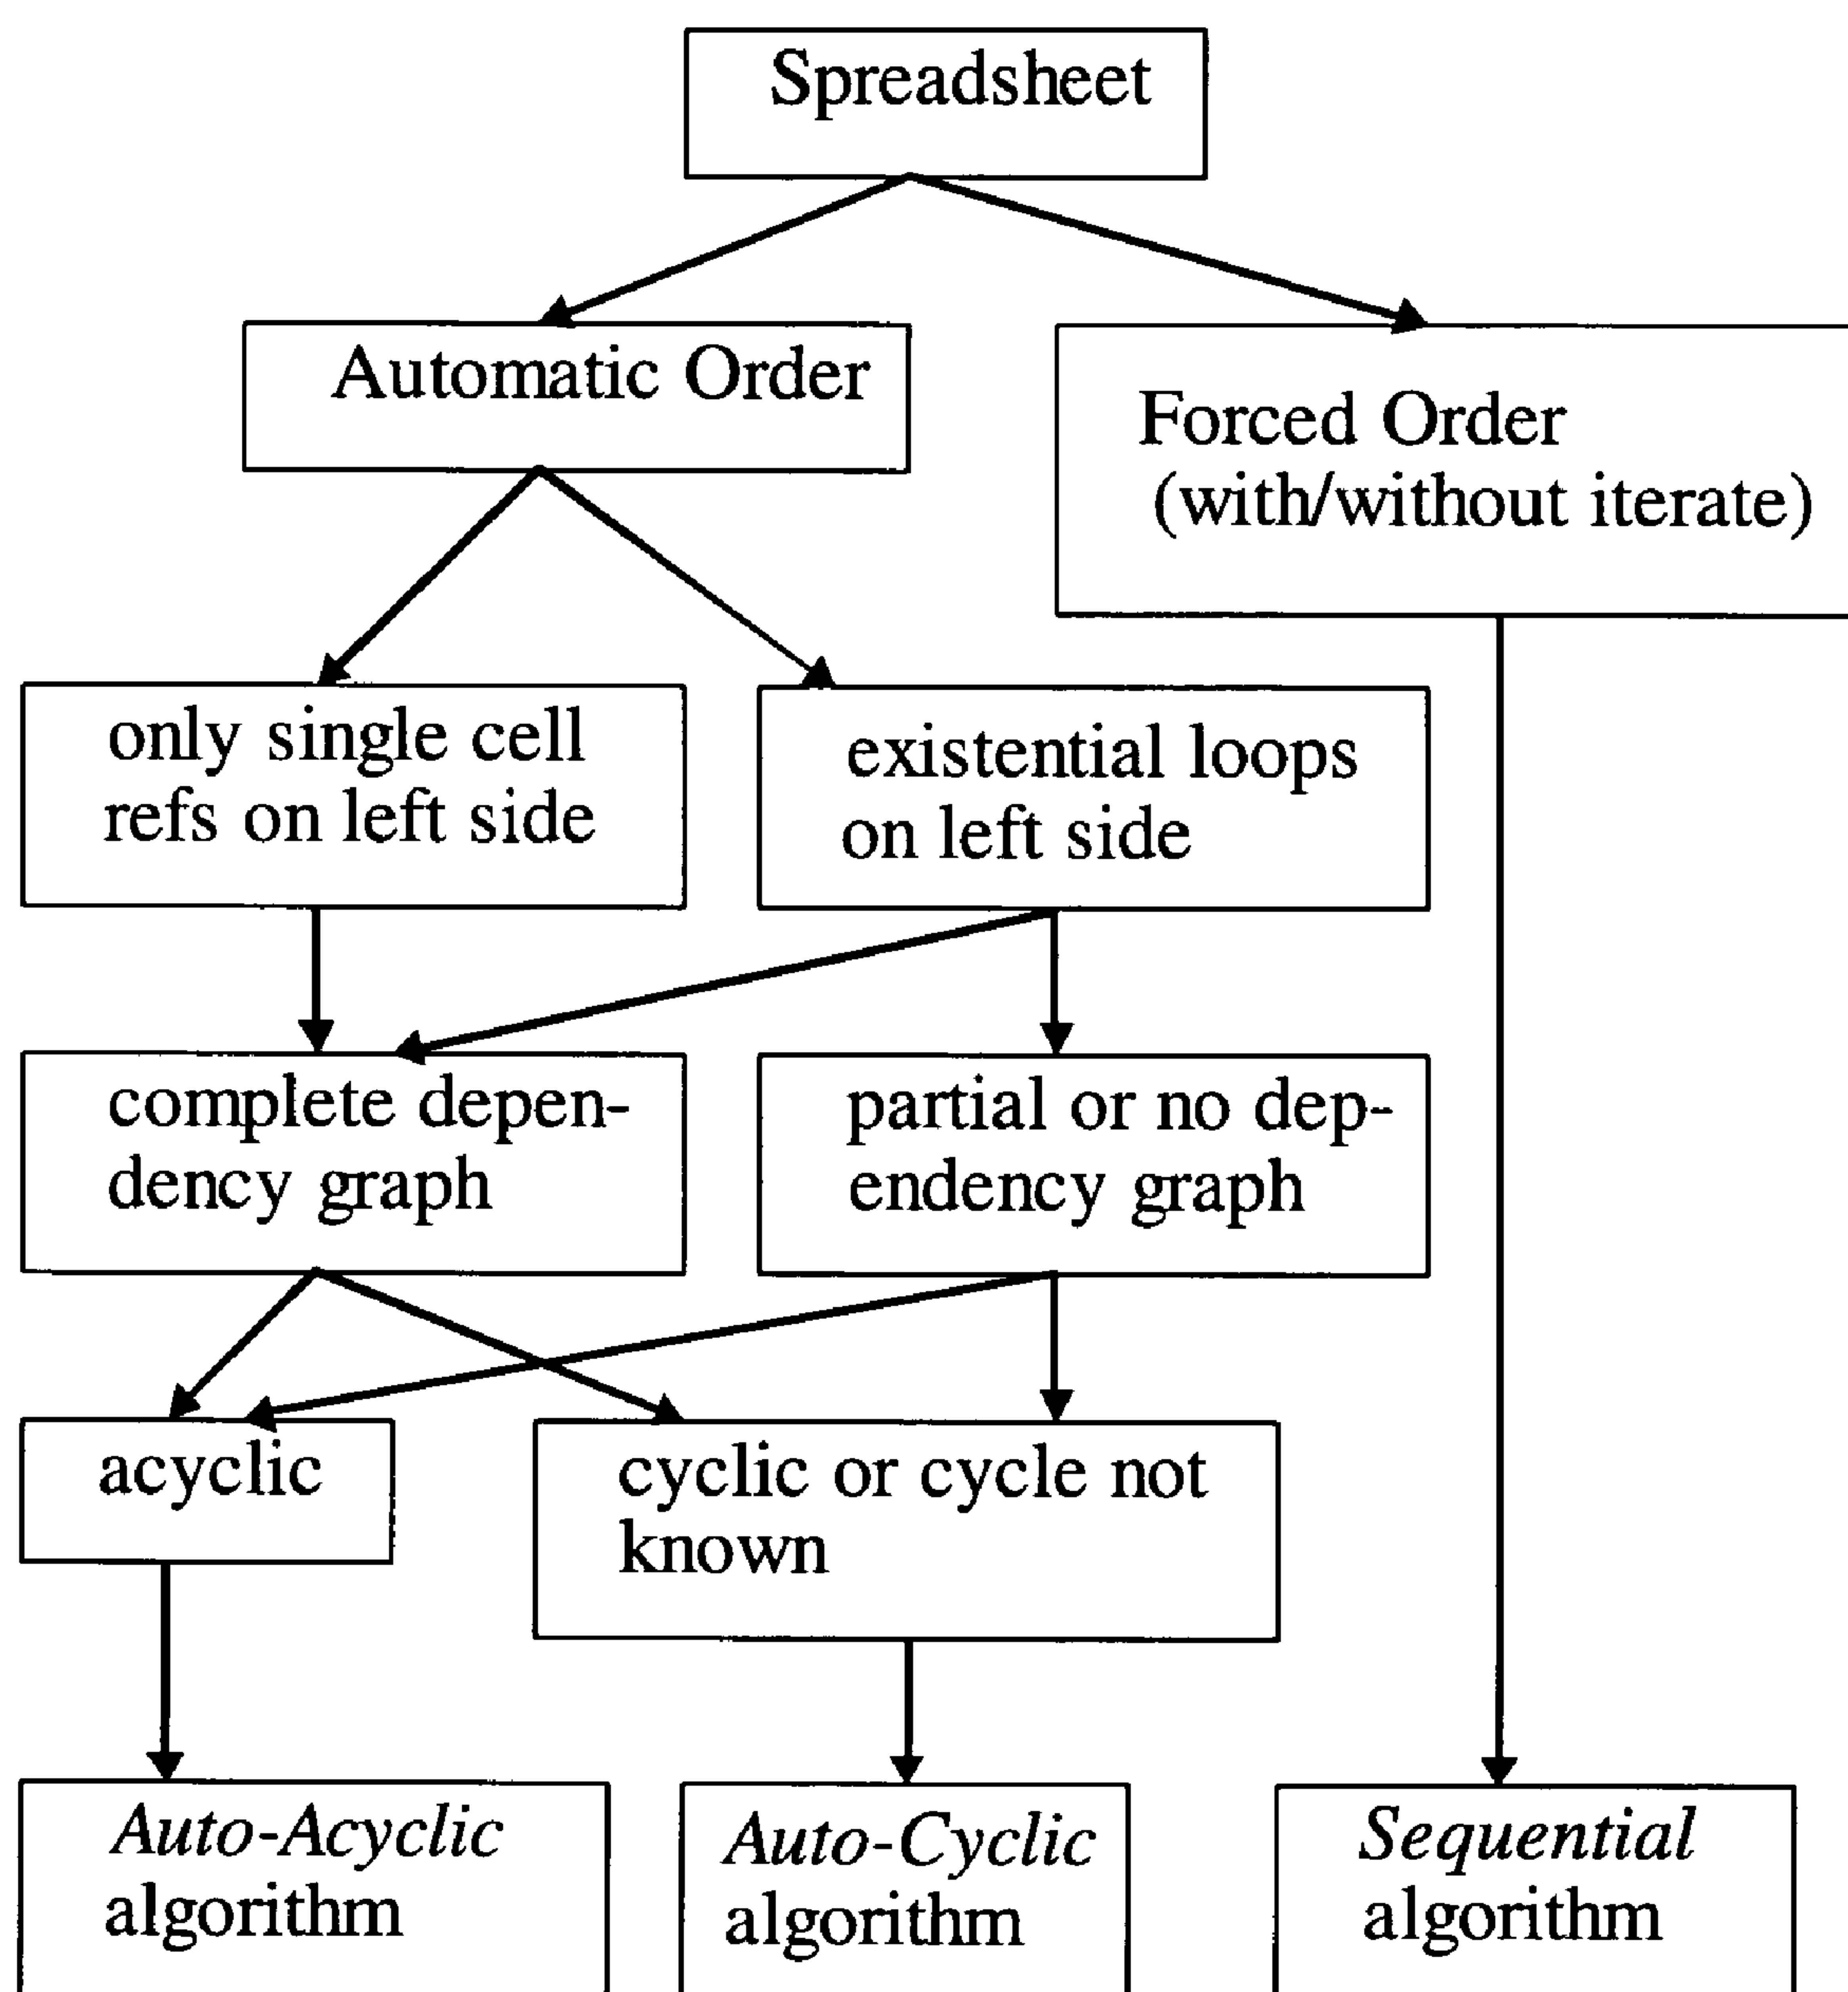 Spreadsheet
Automatic Order
Forced Order
(with/without iterate)
only single cell
refs on left side
existential loops
on left side
complete depen-
dency graph
partial or no dep-
endency graph
acyclic
cyclic or cycle not
known
Auto-Acyclic
algorithm
Auto-Cyclic
algorithm
Sequential
algorithm